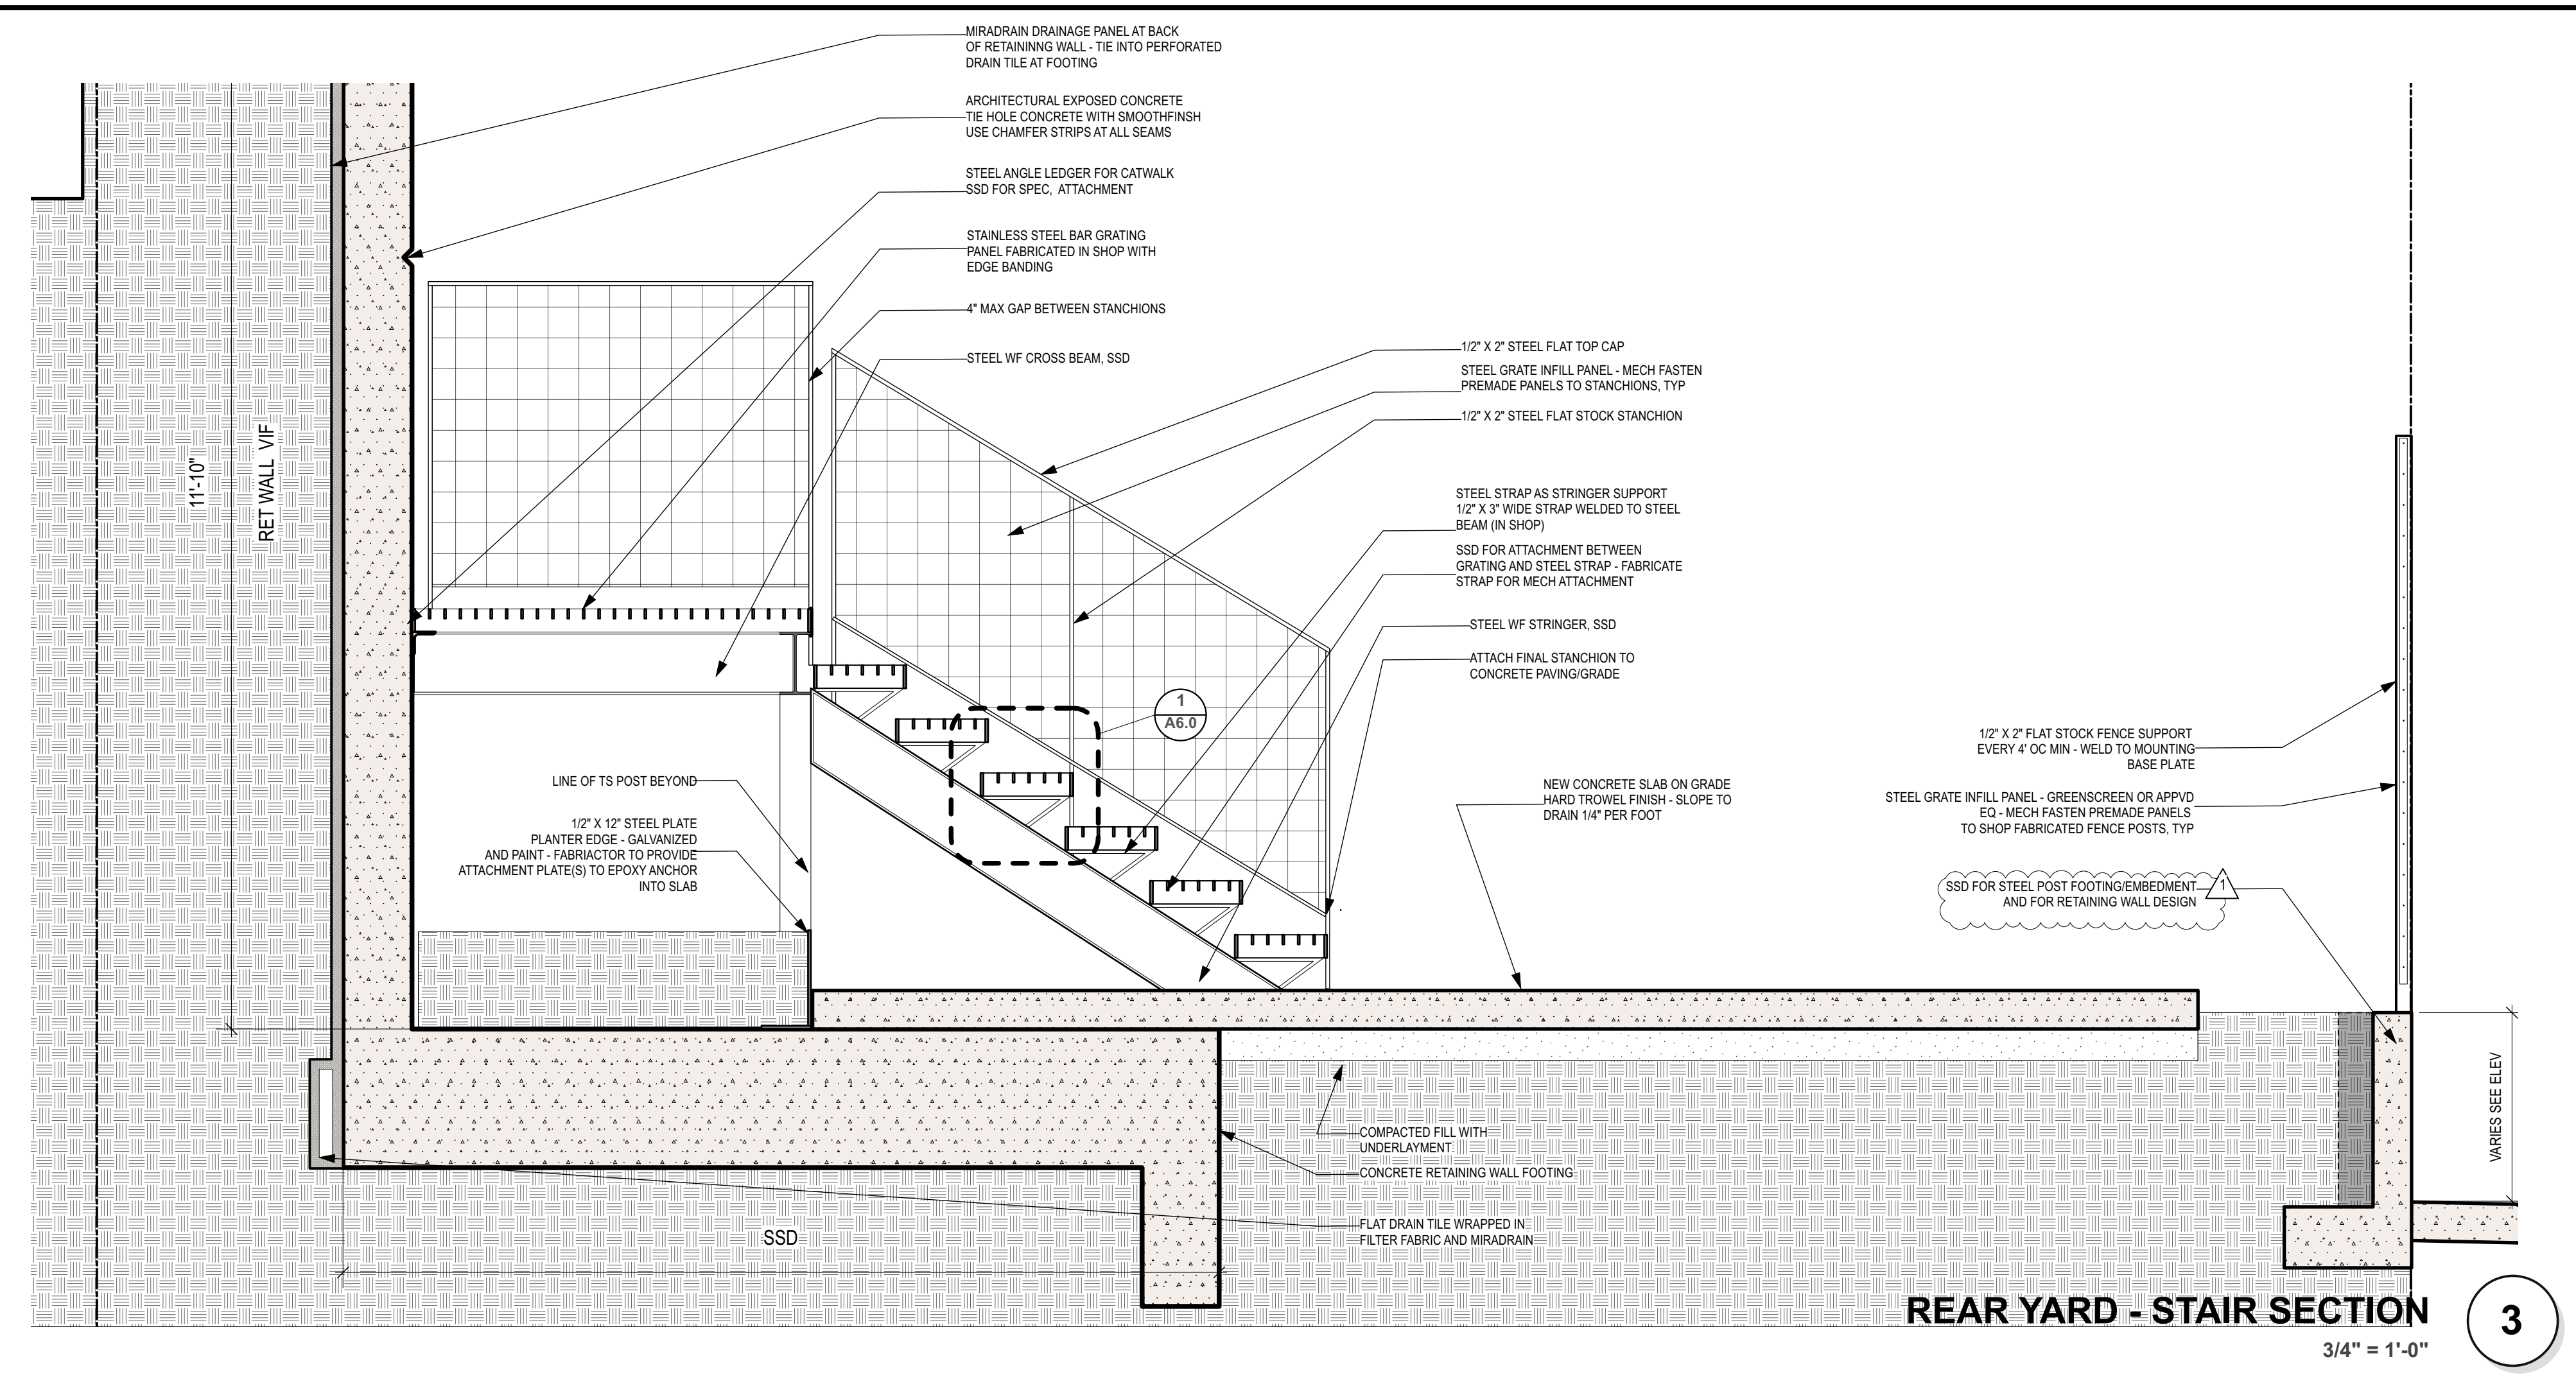 MIRADRAIN DRAINAGE PANEL AT BACK
OF RETAININNG WALL - TIE INTO PERFORATED
DRAIN TILE AT FOOTING
ARCHITECTURAL EXPOSED CONCRETE
TIE HOLE CONCRETE WITH SMOOTHFINSH
USE CHAMFER STRIPS AT ALL SEAMS
STEEL ANGLE LEDGER FOR CATWALK
SSD FOR SPEC, ATTACHMENT
STAINLESS STEEL BAR GRATING
PANEL FABRICATED IN SHOP WITH
EDGE BANDING
4" MAX GAP BETWEEN STANCHIONS
STEEL WF CROSS BEAM, SSD
1/2" X 2" STEEL FLAT TOP CAP
STEEL GRATE INFILL PANEL - MECH FASTEN
PREMADE PANELS TO STANCHIONS, TYP
1/2" X 2" STEEL FLAT STOCK STANCHION
11'-10"
RET WALL VIF
STEEL STRAP AS STRINGER SUPPORT
1/2" X 3" WIDE STRAP WELDED TO STEEL
BEAM (IN SHOP)
SSD FOR ATTACHMENT BETWEEN
GRATING AND STEEL STRAP - FABRICATE
STRAP FOR MECH ATTACHMENT
STEEL WF STRINGER, SSD
ATTACH FINAL STANCHION TO
CONCRETE PAVING/GRADE
1
A6.0
1/2" X 2" FLAT STOCK FENCE SUPPORT
EVERY 4' OC MIN - WELD TO MOUNTING
BASE PLATE
LINE OF TS POST BEYOND
NEW CONCRETE SLAB ON GRADE
HARD TROWEL FINISH - SLOPE TO
DRAIN 1/4" PER FOOT
STEEL GRATE INFILL PANEL - GREENSCREEN OR APPVD
EQ - MECH FASTEN PREMADE PANELS
TO SHOP FABRICATED FENCE POSTS, TYP
1/2" X 12" STEEL PLATE
PLANTER EDGE - GALVANIZED
AND PAINT - FABRIACTOR TO PROVIDE
ATTACHMENT PLATE(S) TO EPOXY ANCHOR
INTO SLAB
SSD FOR STEEL POST FOOTING/EMBEDMENT
AND FOR RETAINING WALL DESIGN
1
VARIES SEE ELEV
COMPACTED FILL WITH
UNDERLAYMENT
CONCRETE RETAINING WALL FOOTING
FLAT DRAIN TILE WRAPPED IN
FILTER FABRIC AND MIRADRAIN
SSD
REAR YARD - STAIR SECTION
3
3/4" = 1'-0"